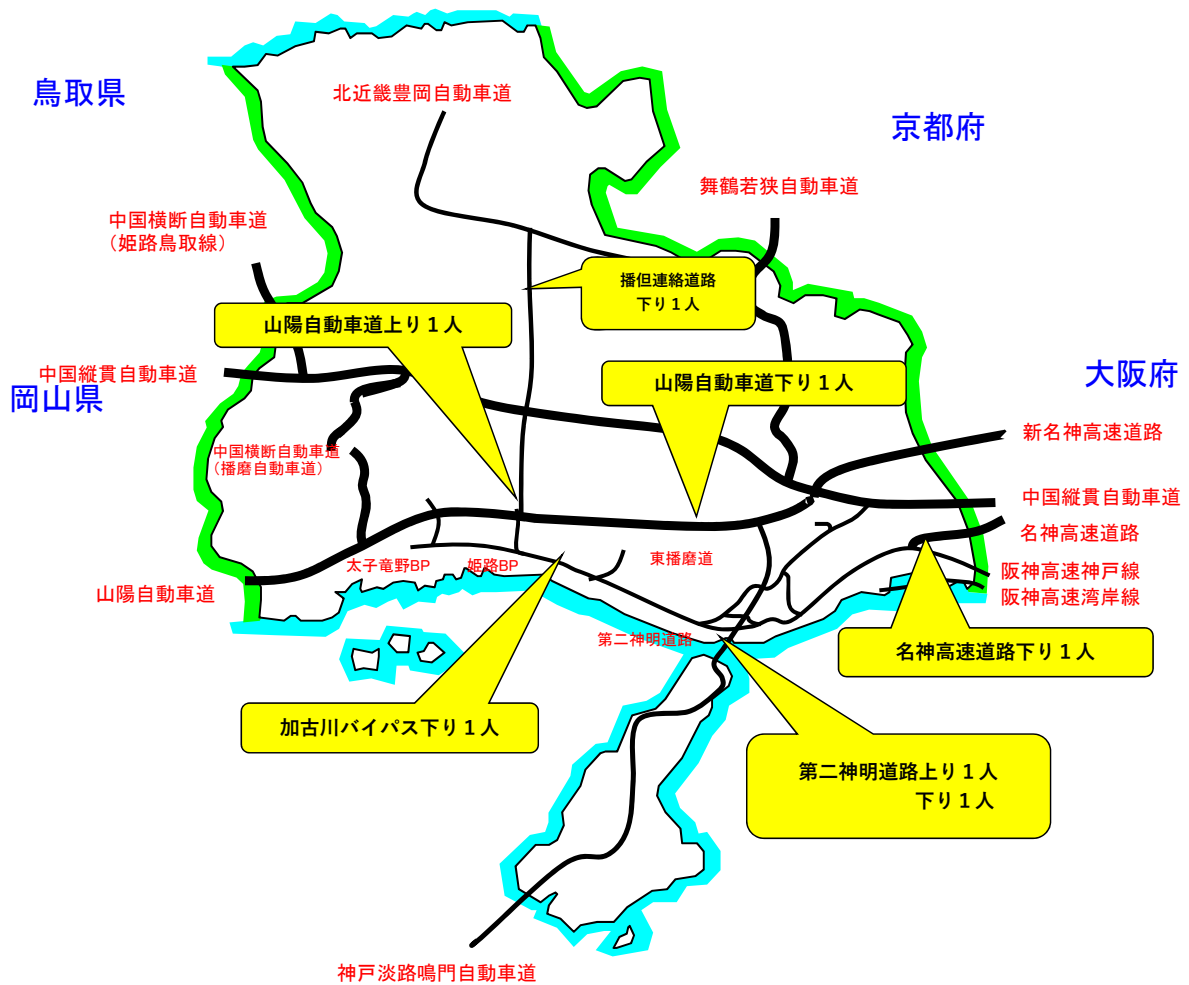 鳥取県
北近畿豊岡自動車道
京都府
舞鶴若狭自動車道
中国横断自動車道
（姫路鳥取線）
播但連絡道路
下り１人
山陽自動車道上り１人
中国縦貫自動車道
岡山県
山陽自動車道下り１人
大阪府
新名神高速道路
中国横断自動車道
（播磨自動車道）
中国縦貫自動車道
名神高速道路
太子竜野BP
姫路BP
東播磨道
阪神高速神戸線
山陽自動車道
阪神高速湾岸線
第二神明道路
名神高速道路下り１人
加古川バイパス下り１人
第二神明道路上り１人
下り１人
神戸淡路鳴門自動車道